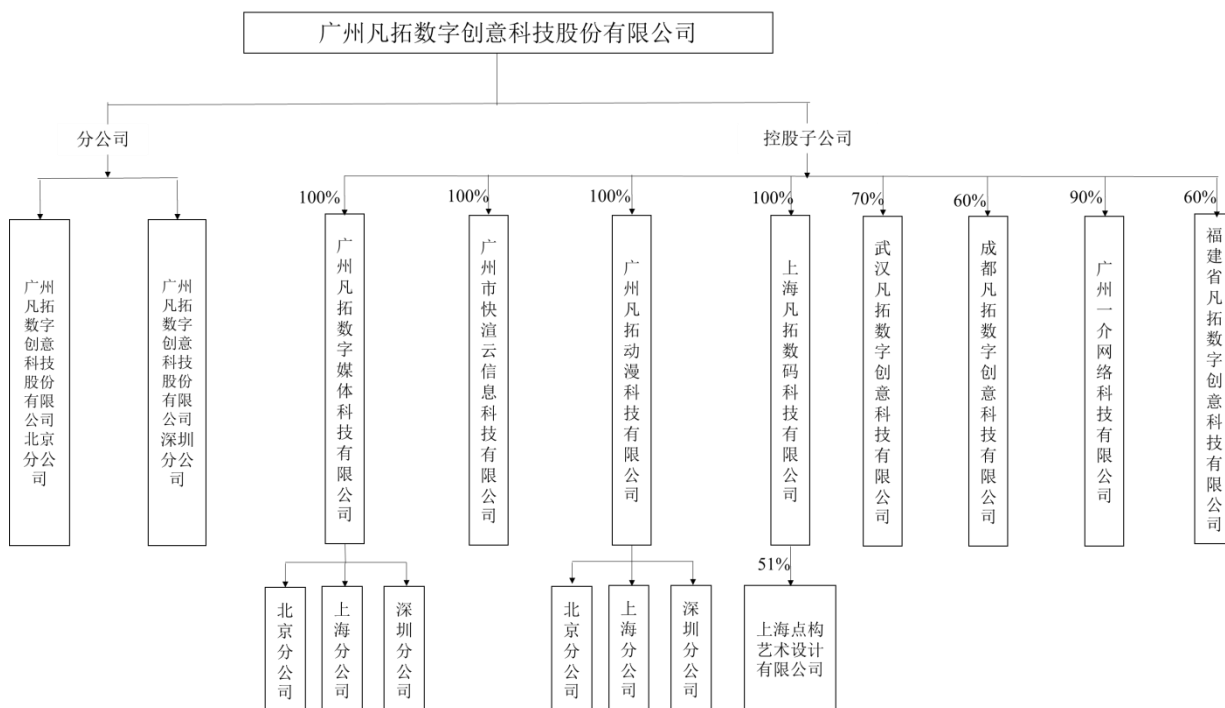 广州凡拓数字创意科技股份有限公司
分公司
控股子公司
100%
100%
100%
100%
70%
60%
90%
60%
广州
凡拓
数字
创意
科技
股份
有限
公司
北京
分公
司
广州
凡拓
数字
创意
科技
股份
有限
公司
深圳
分公
司
广州凡拓数字媒体科技有限公司
广州市快渲云信息科技有限公司
广州凡拓动漫科技有限公司
上海凡拓数码科技有限公司
武汉凡拓数字创意科技有限公司
成都凡拓数字创意科技有限公司
广州一介网络科技有限公司
福建省凡拓数字创意科技有限公司
51%
北京分公司
上海分公司
深圳分公司
北京分公司
上海分公司
深圳分公司
上海点构
艺术设计
有限公司